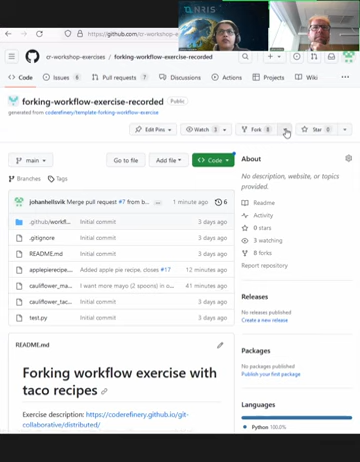 NRIS
https://github.com/cr-workshop-exercises/forking-workflow-exercise-recorded
cr-workshop-exercises / forking-workflow-exercise-recorded
Code Issues 6 Pull requests 7 Discussions Actions Projects Wiki
forking-workflow-exercise-recorded Public
generated from coderefinery/template-forking-workflow-exercise
Edit Pins Watch 3 Fork 8 Star 0
main Go to file Add file Code
Branches Tags
johanhellsvik Merge pull request #7 from b... ... 1 minute ago 6
.github/workfl... Initial commit 3 days ago
.gitignore Initial commit 3 days ago
README.md Initial commit 3 days ago
applepierecipe.... Added apple pie recipe, closes #17 12 minutes ago
cauliflower_ma... I want more mayo (2 spoons) in o... 41 minutes ago
cauliflower_tac... Initial commit 3 days ago
test.py Initial commit 3 days ago
README.md
Forking workflow exercise with
taco recipes
Exercise description: https://coderefinery.github.io/git-
collaborative/distributed/
About
No description, website, or topics
provided.
Readme
Activity
0 stars
3 watching
8 forks
Report repository
Releases
No releases published
Create a new release
Packages
No packages published
Publish your first package
Languages
Python 100.0%